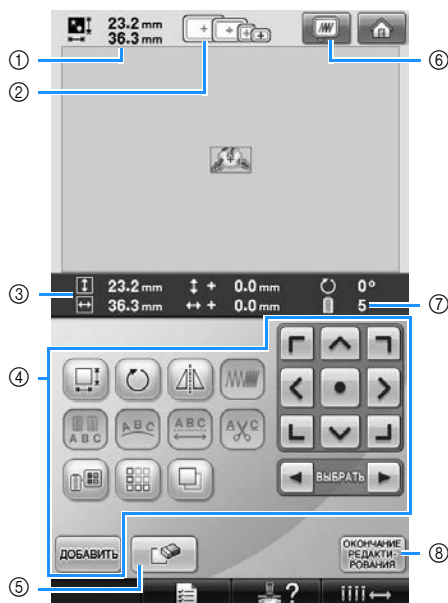 23.2 mm
36.3 mm
①
②
⑥
③
23.2 mm + 0.0 mm 0°
36.3 mm + 0.0 mm 5
⑦
④
A B C
A B C
A B C
A C
ВЫБРАТЬ
ДОБАВИТЬ
ОКОНЧАНИЕ
РЕДАКТИ-
РОВАНИЯ
⑧
⑤
?